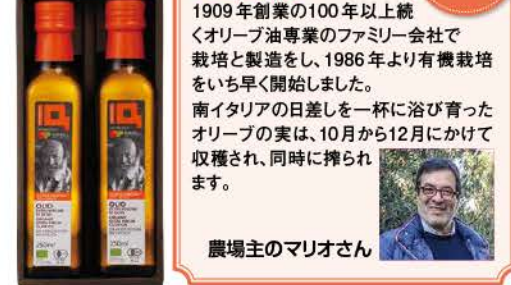 1909年創業の100年以上続
くオリーブ油専業のファミリー会社で
栽培と製造をし、1986年より有機栽培
をいち早く開始しました。
南イタリアの日差しを一杯に浴び育った
オリーブの実は、10月から12月にかけて
収穫され、同時に搾られ
ます。
農場主のマリオさん
OLIO
OLIO
250ml
250ml